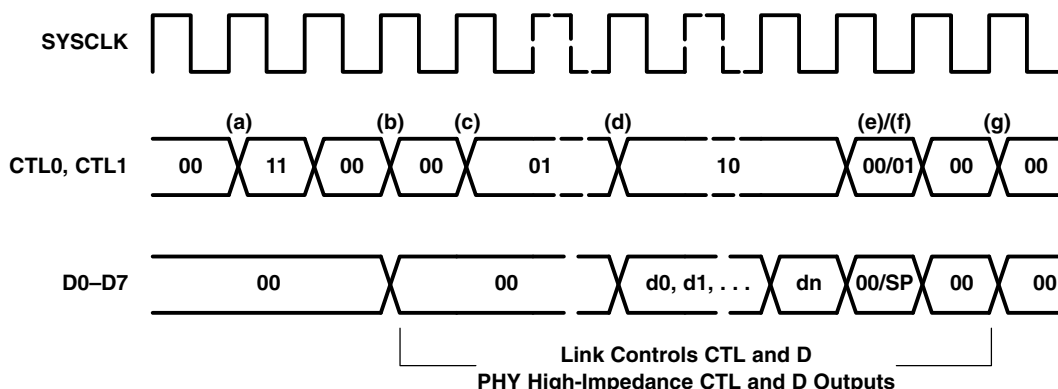 SYSCLK
(a) (b) (c) (d) (e)/(f) (g)
CTL0, CTL1 00 11 00 00 01 10 00/01 00 00
D0–D7 00 00 d0, d1, . . . dn 00/SP 00 00
Link Controls CTL and D
PHY High-Impedance CTL and D Outputs